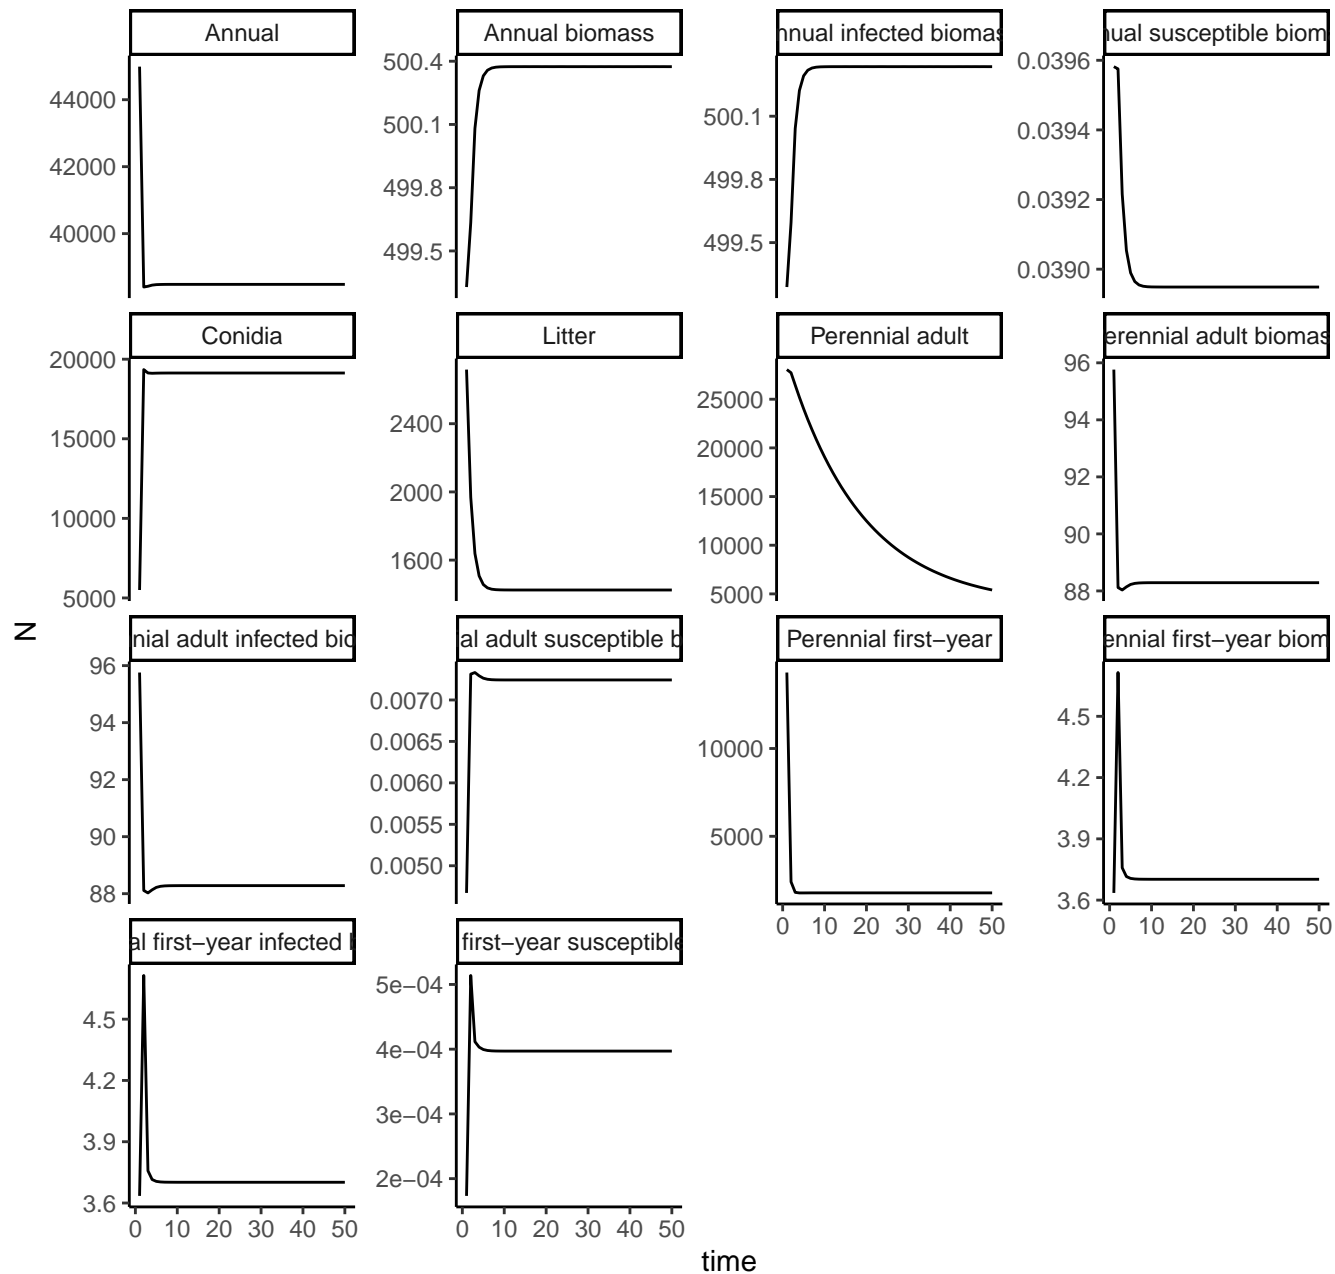 Annual
Annual biomass
nnual infected biomas
nual susceptible biom
44000
42000
40000
500.4
500.1
499.8
499.5
500.1
499.8
499.5
0.0396
0.0394
0.0392
0.0390
Conidia
Litter
Perennial adult
erennial adult biomas
20000
15000
10000
5000
2400
2000
1600
25000
20000
15000
10000
5000
96
94
92
90
88
N
nial adult infected bio
al adult susceptible b
Perennial first−year
ennial first−year biom
96
94
92
90
88
0.0070
0.0065
0.0060
0.0055
0.0050
10000
5000
4.5
4.2
3.9
3.6
0 10 20 30 40 50
0 10 20 30 40 50
al first−year infected b
first−year susceptible
4.5
4.2
3.9
3.6
5e−04
4e−04
3e−04
2e−04
0 10 20 30 40 50
0 10 20 30 40 50
time